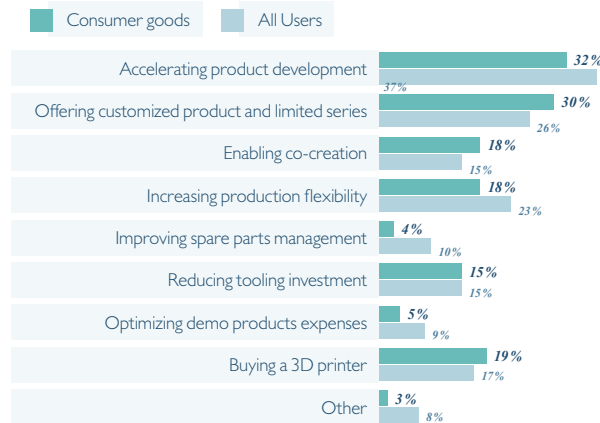 Consumer goods All Users
Accelerating product development 32%
37%
Offering customized product and limited series 30%
26%
Enabling co-creation 18%
15%
Increasing production flexibility 18%
23%
Improving spare parts management 4%
10%
Reducing tooling investment 15%
15%
Optimizing demo products expenses 5%
9%
Buying a 3D printer 19%
17%
Other 3%
8%